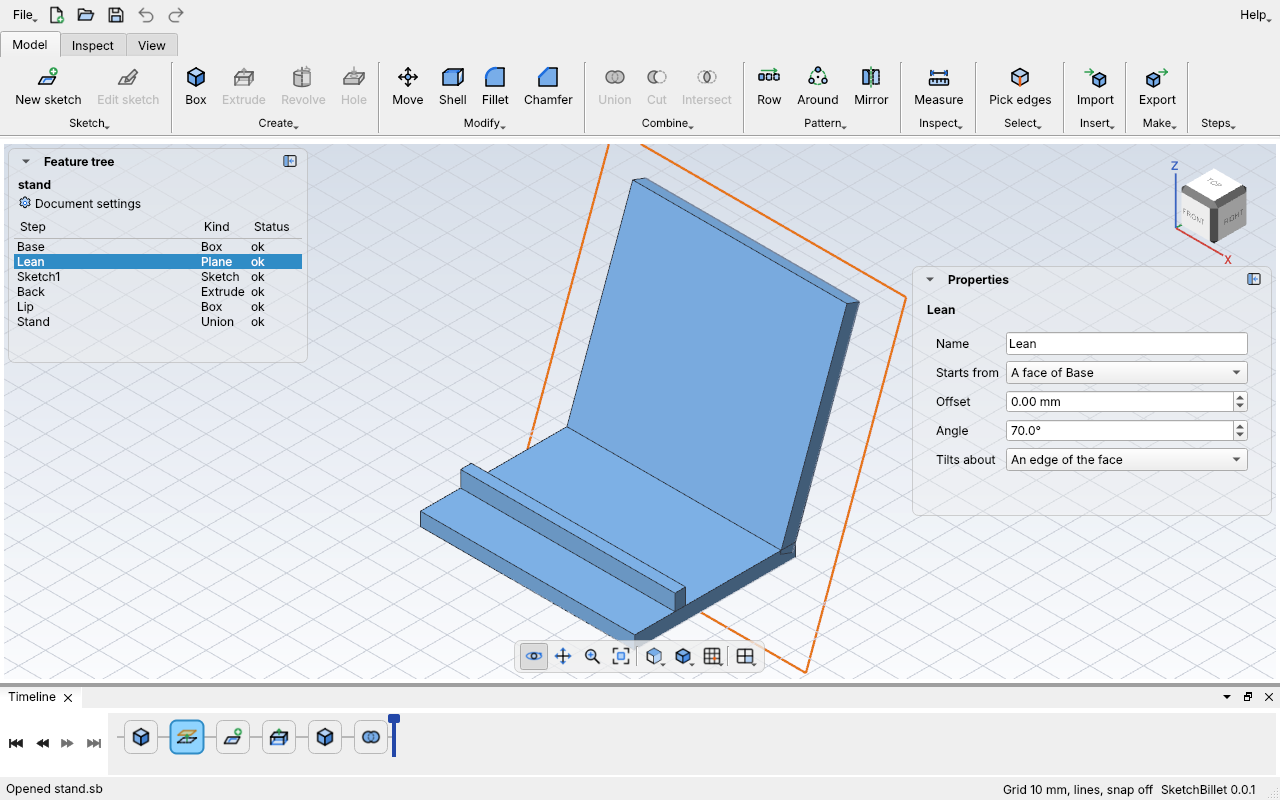 File
Help
Model Inspect View
New sketch Edit sketch Box Extrude Revolve Hole Move Shell Fillet Chamfer Union Cut Intersect Row Around Mirror Measure Pick edges Import Export
Sketch Create Modify Combine Pattern Inspect Select Insert Make Steps
Feature tree
stand
Document settings
Step Kind Status
Base Box ok
Lean Plane ok
Sketch1 Sketch ok
Back Extrude ok
Lip Box ok
Stand Union ok
Z
TOP
FRONT RIGHT
X
Properties
Lean
Name Lean
Starts from A face of Base
Offset 0.00 mm
Angle 70.0°
Tilts about An edge of the face
Timeline
Opened stand.sb
Grid 10 mm, lines, snap off SketchBillet 0.0.1